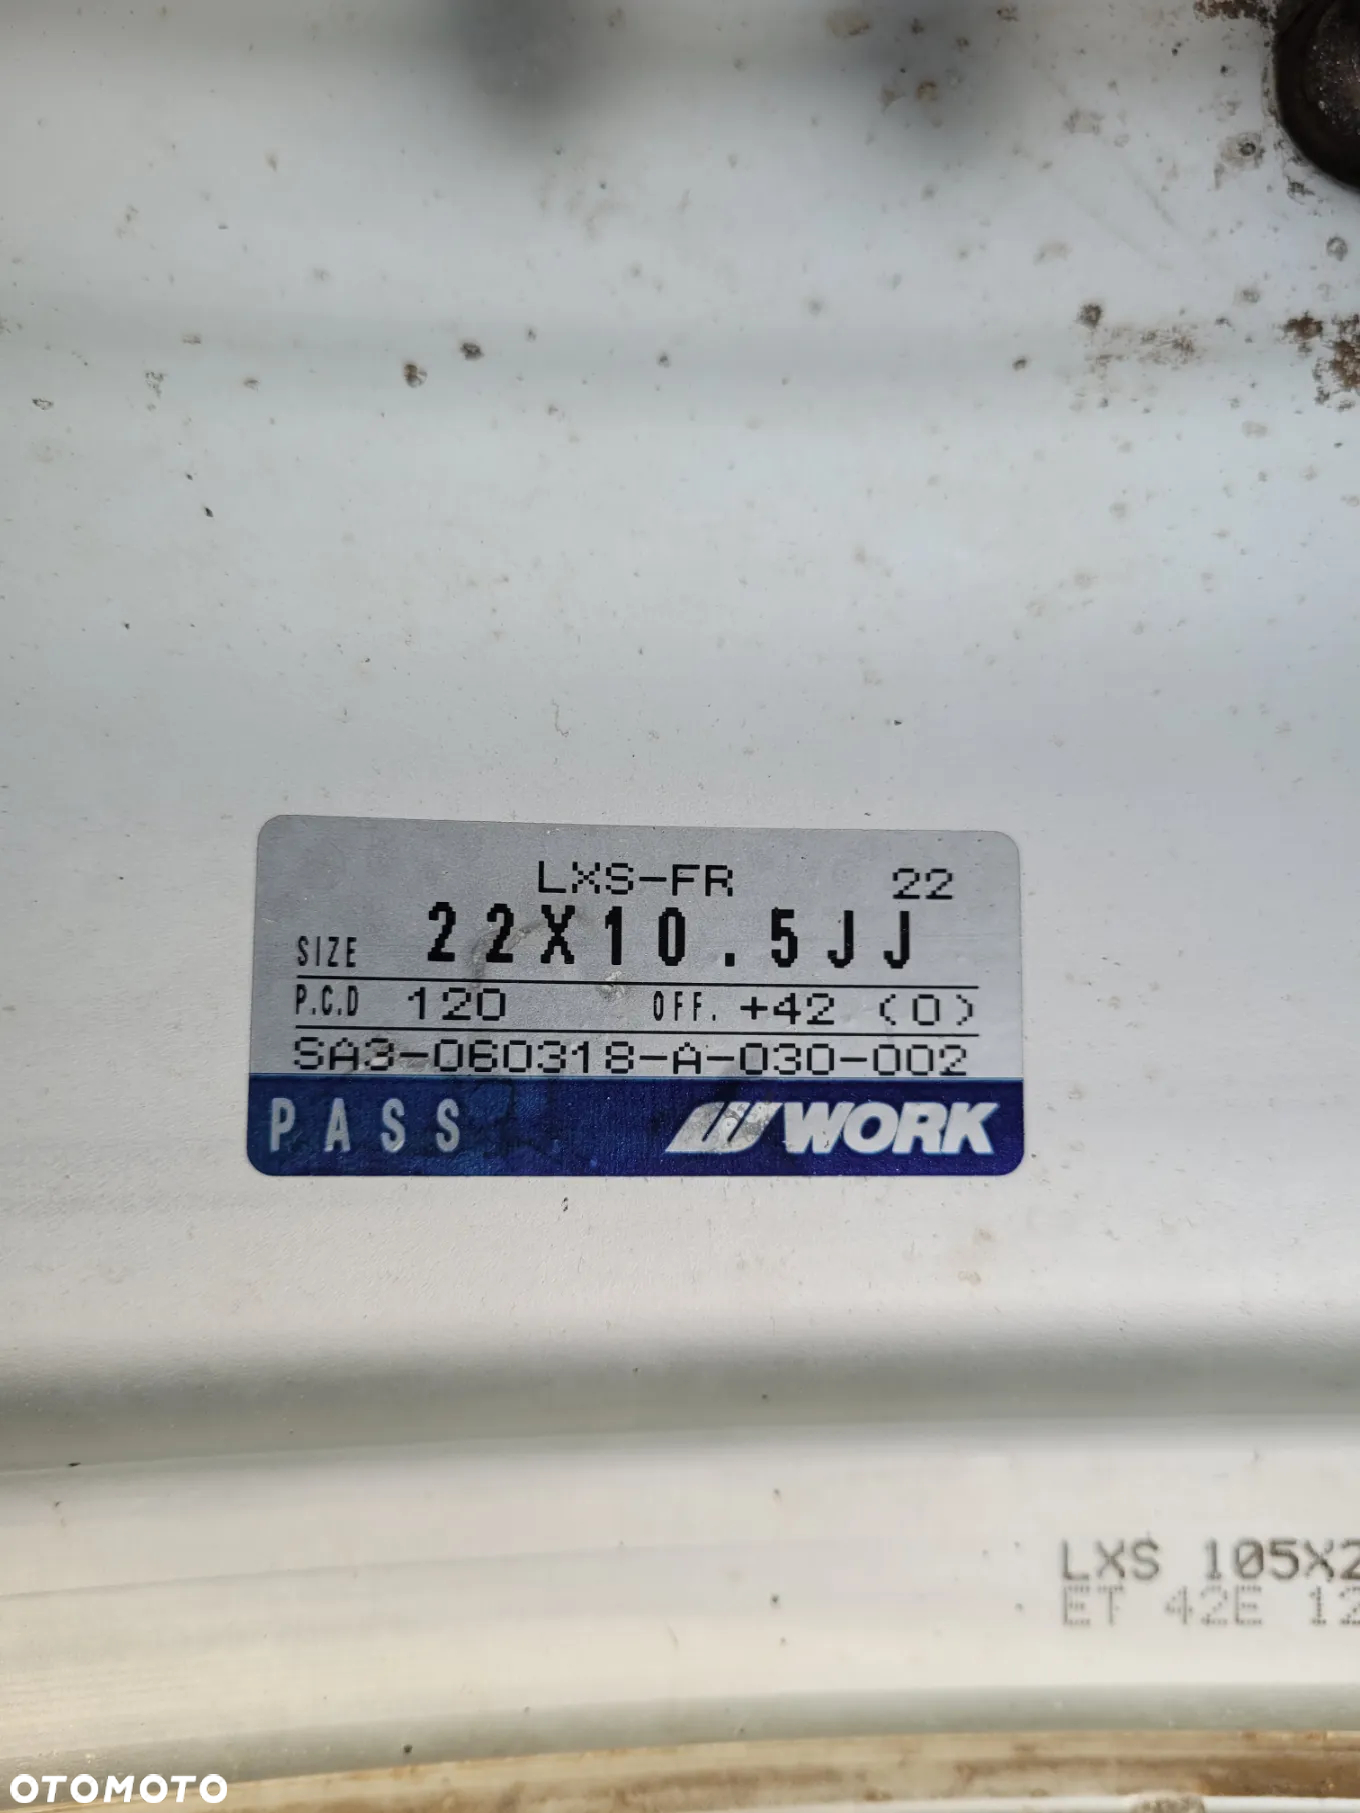 LXS-FR 22
SIZE 22X10.5JJ
P.C.D 120 OFF. +42 (0)
SA3-060318-A-030-002
PASS WORK
LXS 105X2
ET 42E 12
OTOMOTO